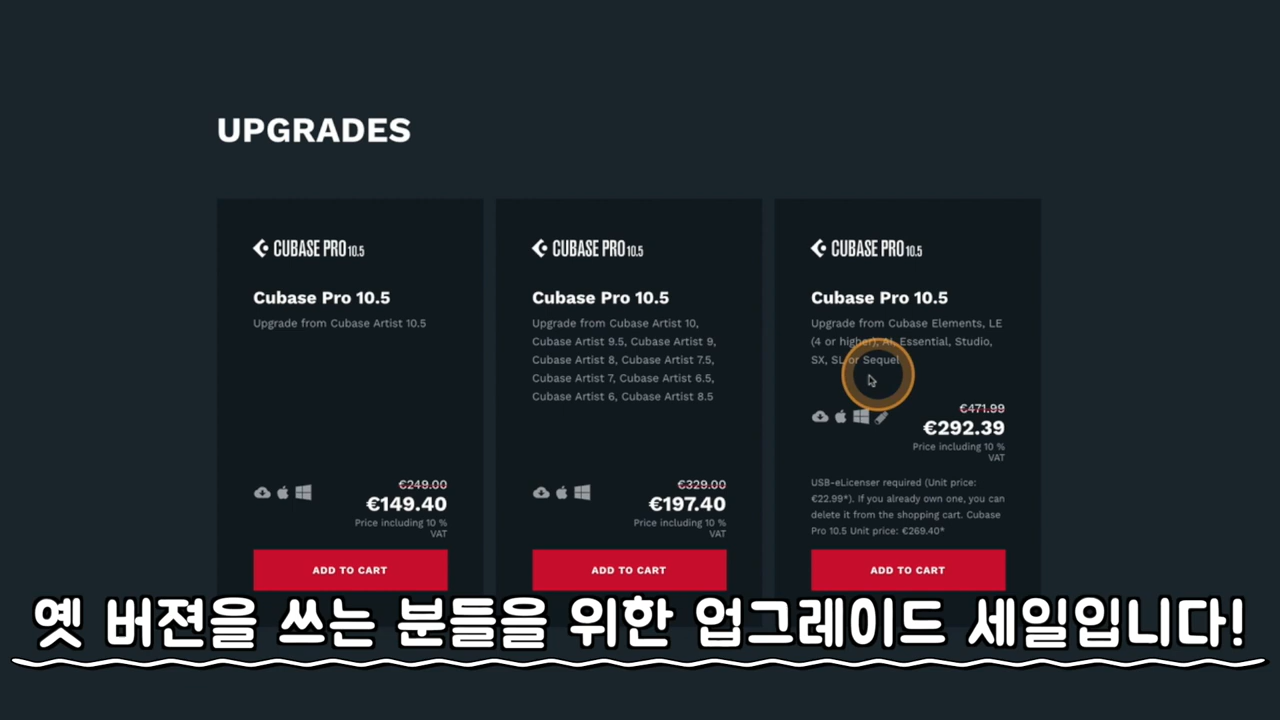 UPGRADES
CUBASE PRO 10.5
Cubase Pro 10.5
Upgrade from Cubase Artist 10.5
€249.00
€149.40
Price including 10 %
VAT
ADD TO CART
CUBASE PRO 10.5
Cubase Pro 10.5
Upgrade from Cubase Artist 10,
Cubase Artist 9.5, Cubase Artist 9,
Cubase Artist 8, Cubase Artist 7.5,
Cubase Artist 7, Cubase Artist 6.5,
Cubase Artist 6, Cubase Artist 8.5
€329.00
€197.40
Price including 10 %
VAT
ADD TO CART
CUBASE PRO 10.5
Cubase Pro 10.5
Upgrade from Cubase Elements, LE
(4 or higher), AI, Essential, Studio,
SX, SL or Sequel
€471.99
€292.39
Price including 10 %
VAT
USB-eLicenser required (Unit price:
€22.99*). If you already own one, you can
delete it from the shopping cart. Cubase
Pro 10.5 Unit price: €269.40*
ADD TO CART
옛 버젼을 쓰는 분들을 위한 업그레이드 세일입니다!